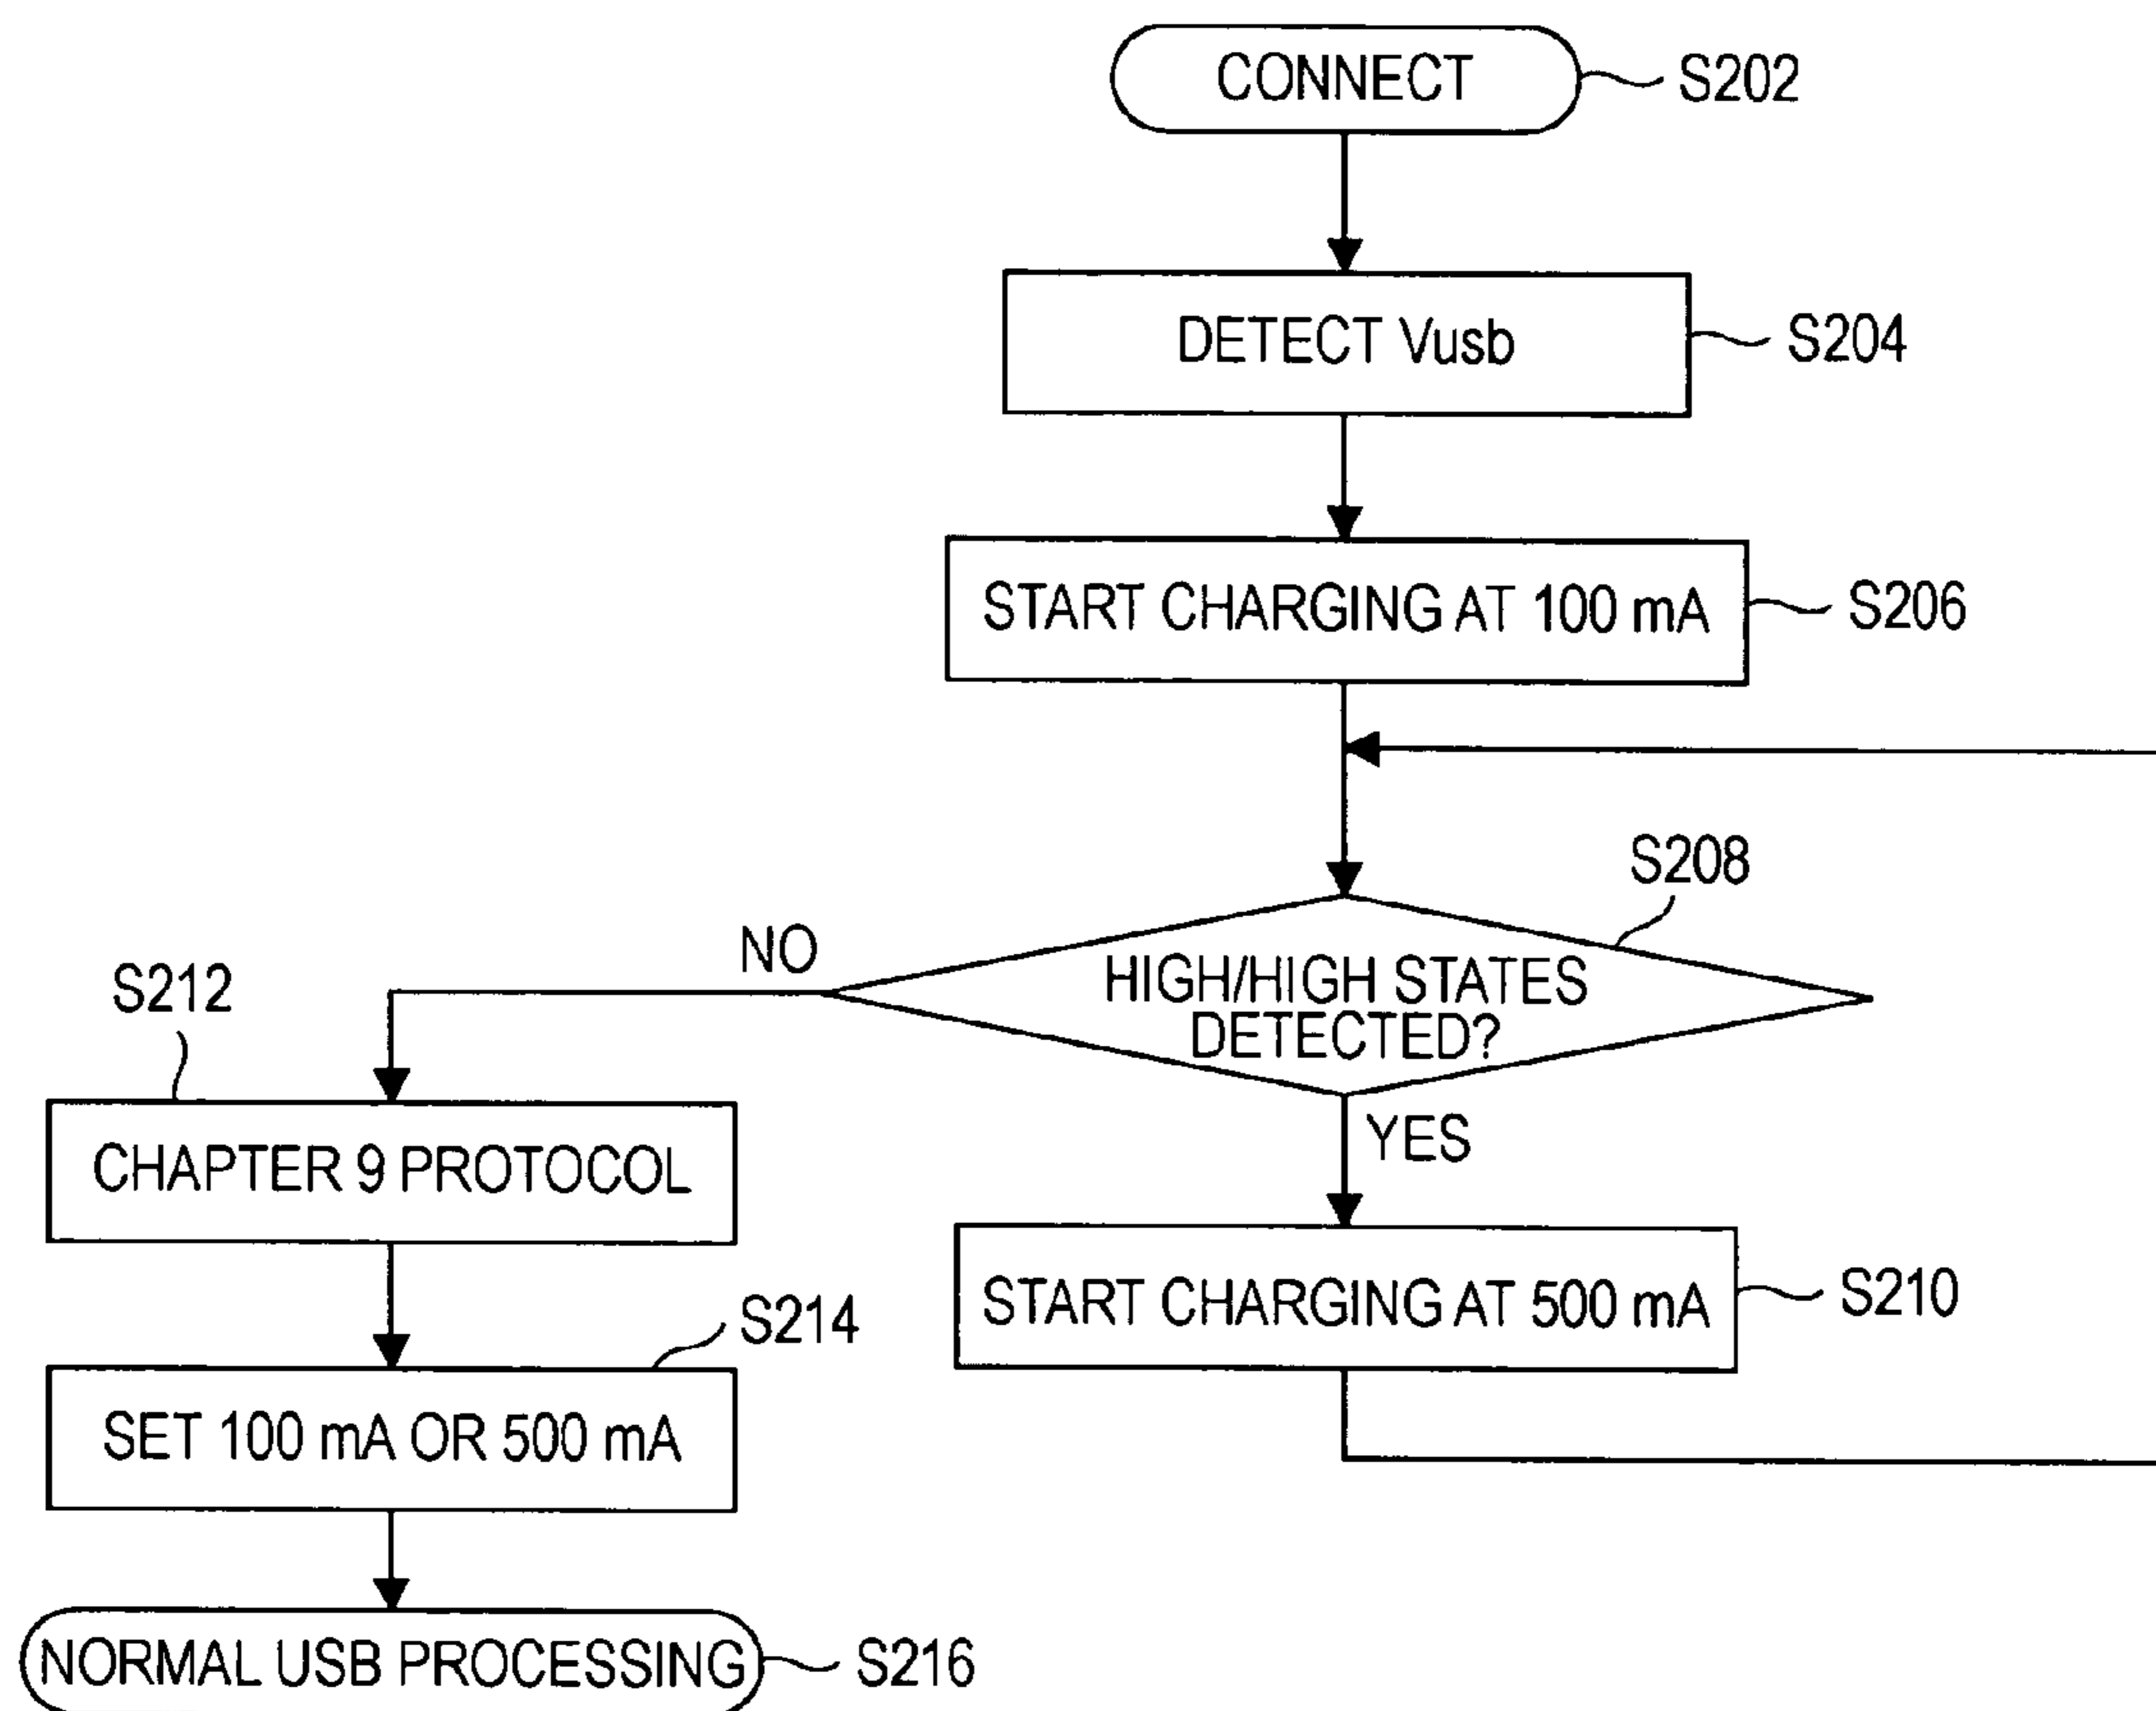 CONNECT
S202
DETECT Vusb
S204
START CHARGING AT 100 mA
S206
S208
HIGH/HIGH STATES
DETECTED?
NO
YES
S212
CHAPTER 9 PROTOCOL
START CHARGING AT 500 mA
S210
S214
SET 100 mA OR 500 mA
NORMAL USB PROCESSING
S216